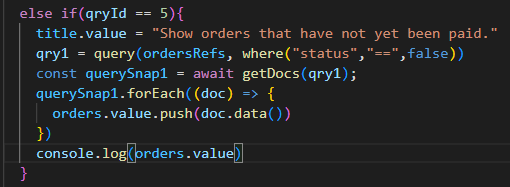 else if(qryId == 5){
title.value = "Show orders that have not yet been paid."
qry1 = query(ordersRefs, where("status","==",false))
const querySnap1 = await getDocs(qry1);
querySnap1.forEach((doc) => {
orders.value.push(doc.data())
})
console.log(orders.value)
}